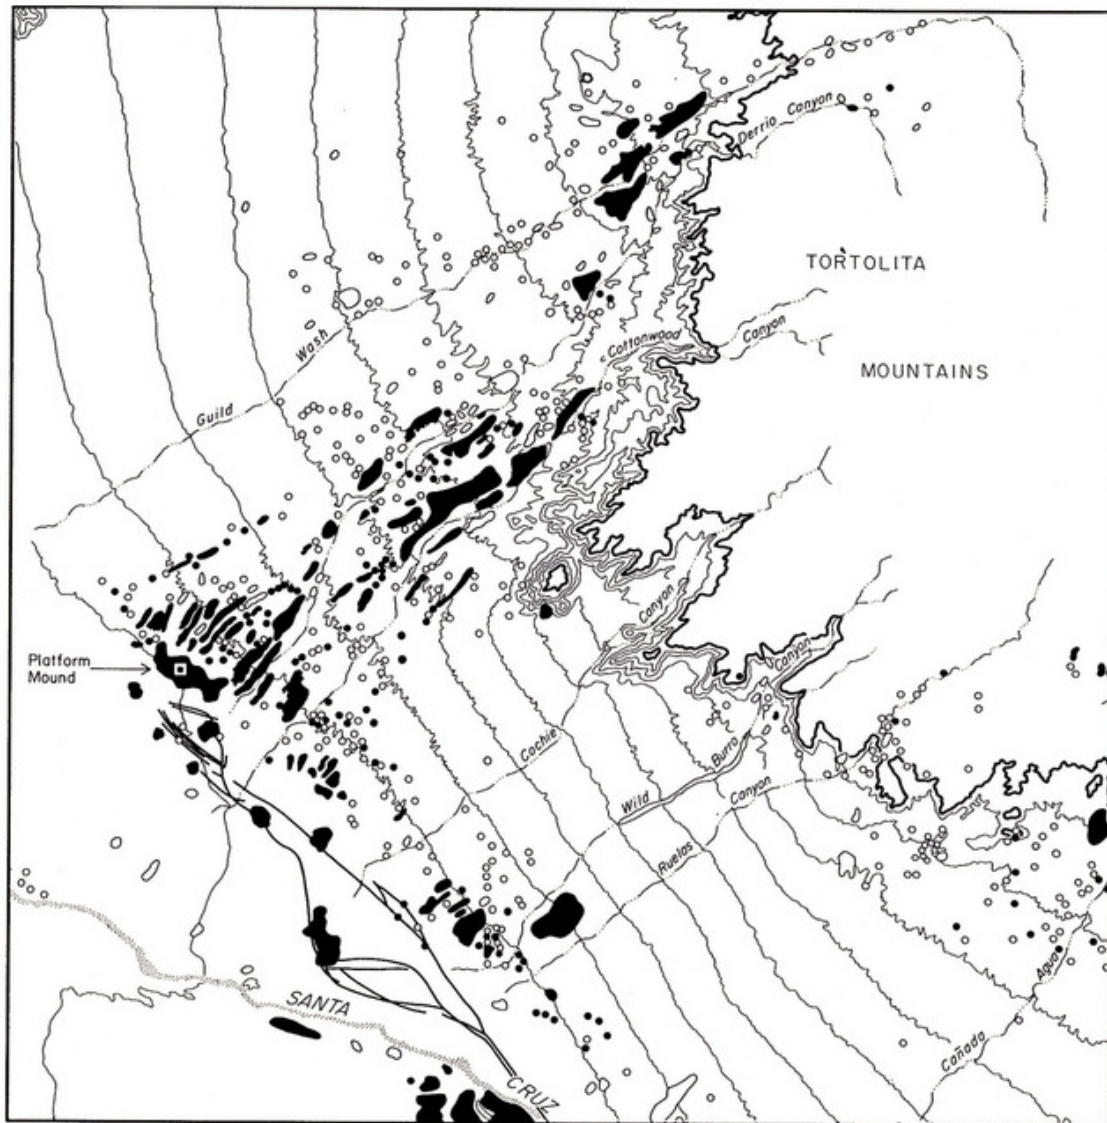 Derrio Canyon
TORTOLITA
MOUNTAINS
Wash
Guild
Cottonwood
Canyon
Platform
Mound
Canyon
Cochie
Canyon
Wild Burro
Ruelas Canyon
SANTA
CRUZ
Cañada Agua